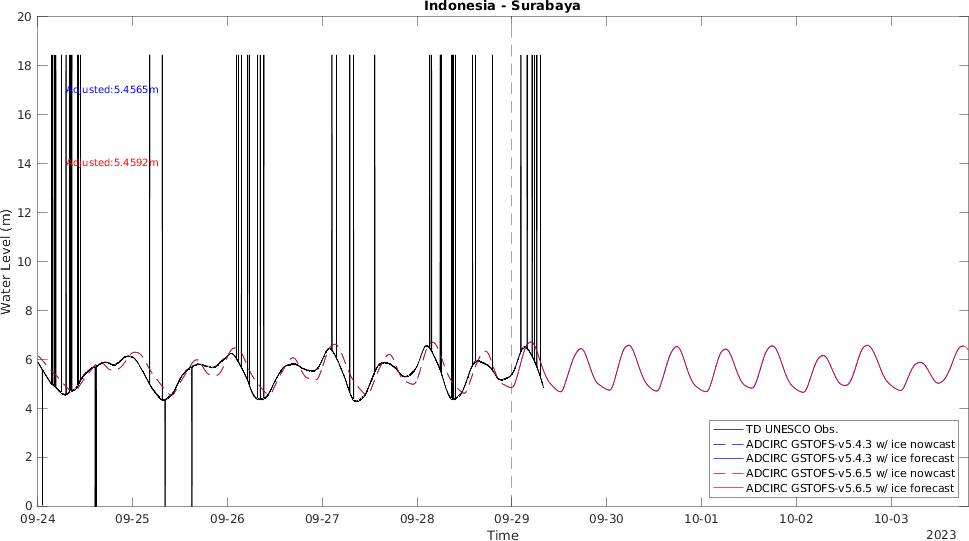 Indonesia - Surabaya
20
18
16
14
12
10
8
6
4
2
0
Water Level (m)
Adjusted:5.4565m
Adjusted:5.4592m
TD UNESCO Obs.
ADCIRC GSTOFS-v5.4.3 w/ ice nowcast
ADCIRC GSTOFS-v5.4.3 w/ ice forecast
ADCIRC GSTOFS-v5.6.5 w/ ice nowcast
ADCIRC GSTOFS-v5.6.5 w/ ice forecast
09-24 09-25 09-26 09-27 09-28 09-29 09-30 10-01 10-02 10-03
Time
2023